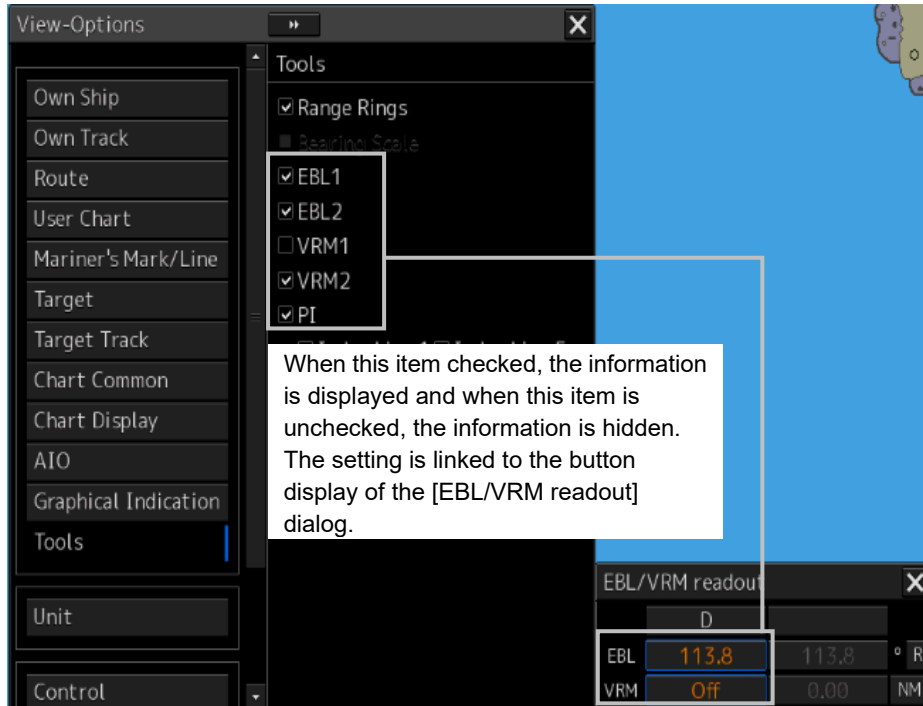 View-Options
Own Ship
Own Track
Route
User Chart
Mariner's Mark/Line
Target
Target Track
Chart Common
Chart Display
AIO
Graphical Indication
Tools
Unit
Control
Tools
Range Rings
Bearing Scale
EBL1
EBL2
VRM1
VRM2
PI
When this item checked, the information
is displayed and when this item is
unchecked, the information is hidden.
The setting is linked to the button
display of the [EBL/VRM readout]
dialog.
EBL/VRM readout
D
EBL 113.8 113.8 ° R
VRM Off 0.00 NM